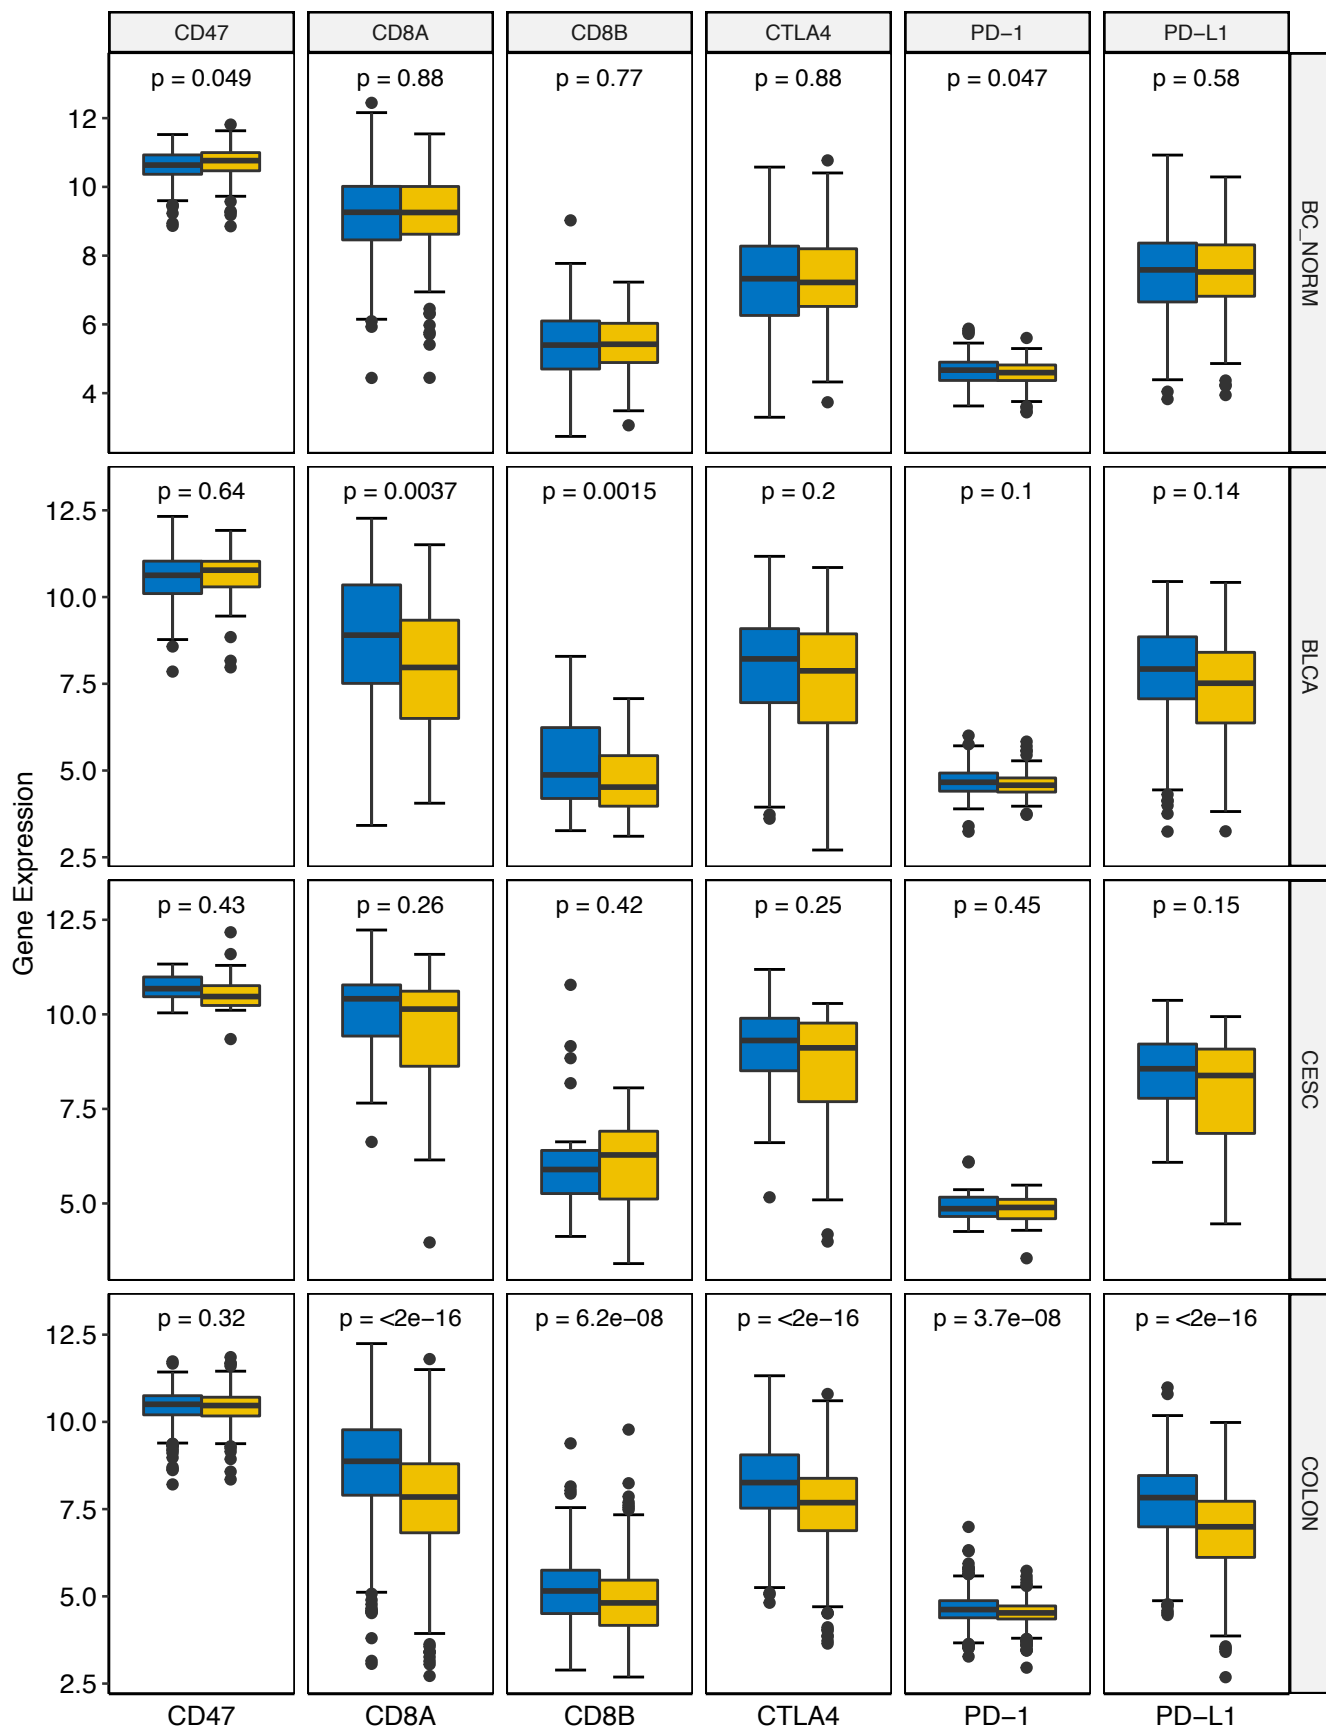 CD47 CD8A CD8B CTLA4 PD−1 PD−L1
p = 0.049 p = 0.88 p = 0.77 p = 0.88 p = 0.047 p = 0.58
12
10
8
6
4
BC_NORM
p = 0.64 p = 0.0037 p = 0.0015 p = 0.2 p = 0.1 p = 0.14
12.5
10.0
7.5
5.0
2.5
BLCA
Gene Expression
p = 0.43 p = 0.26 p = 0.42 p = 0.25 p = 0.45 p = 0.15
12.5
10.0
7.5
5.0
CESC
p = 0.32 p = <2e−16 p = 6.2e−08 p = <2e−16 p = 3.7e−08 p = <2e−16
12.5
10.0
7.5
5.0
2.5
COLON
CD47 CD8A CD8B CTLA4 PD−1 PD−L1